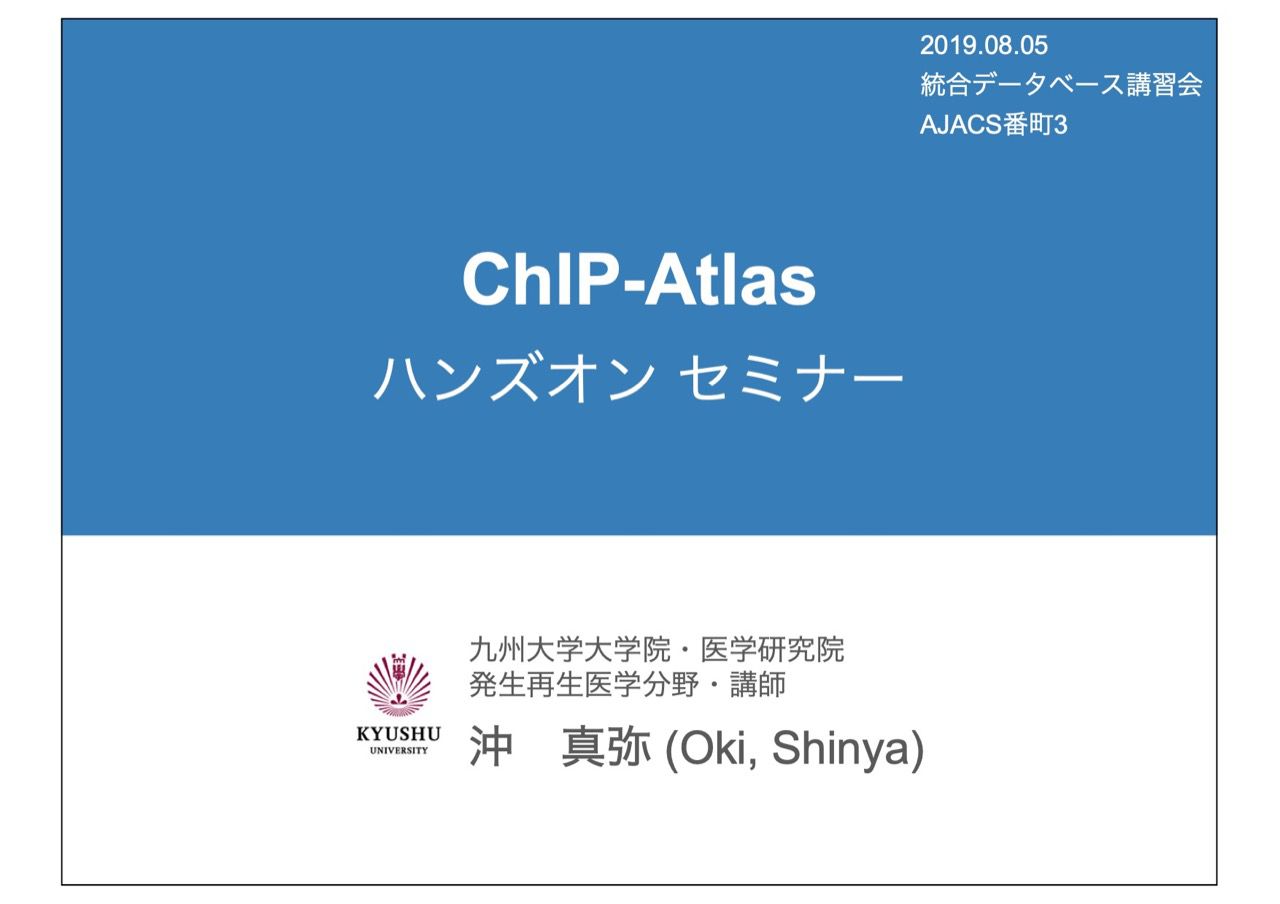 2019.08.05
統合データベース講習会
AJACS番町3
ChIP-Atlas
ハンズオン セミナー
九州大学大学院・医学研究院
発生再生医学分野・講師
沖　真弥 (Oki, Shinya)
KYUSHU
UNIVERSITY